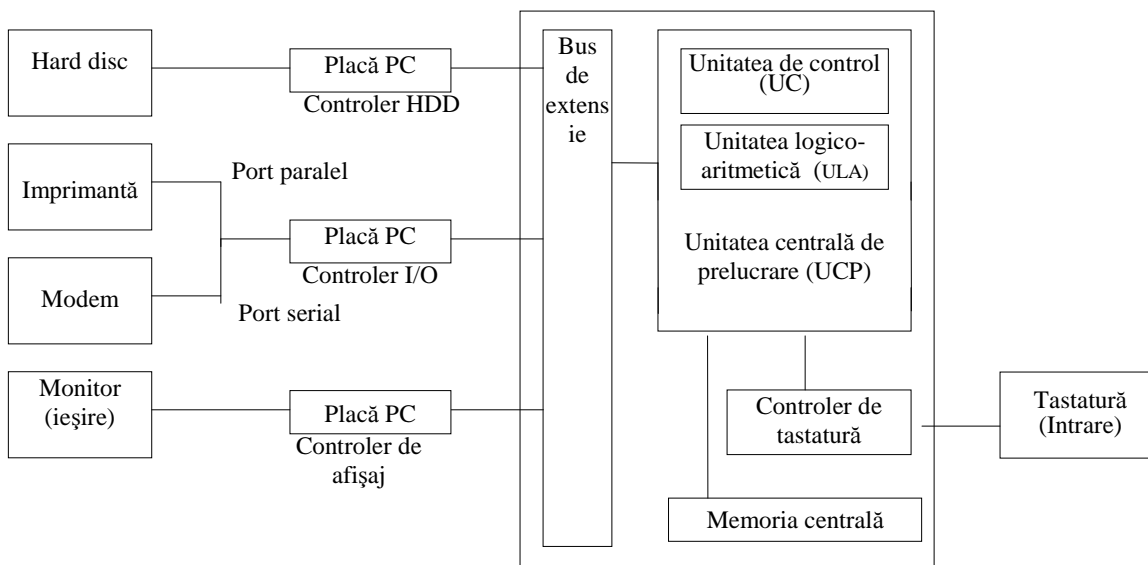 Hard disc
Placă PC
Controler HDD
Imprimantă
Port paralel
Placă PC
Controler I/O
Modem
Port serial
Monitor
(ieşire)
Placă PC
Controler de
afişaj
Bus
de
extens
ie
Unitatea de control
(UC)
Unitatea logico-
aritmetică (ULA)
Unitatea centrală de
prelucrare (UCP)
Controler de
tastatură
Memoria centrală
Tastatură
(Intrare)